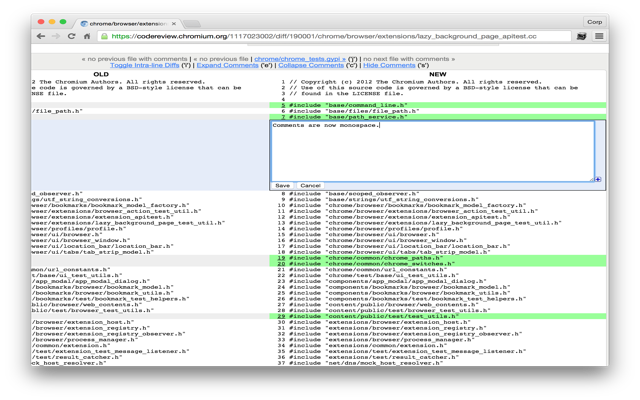 chrome/browser/extension
Corp
https://codereview.chromium.org/1117023002/diff/190001/chrome/browser/extensions/lazy_background_page_apitest.cc
« no previous file with comments | « no previous file | chrome/chrome_tests.gypi » ('j') | no next file with comments »
Toggle Intra-line Diffs ('i') | Expand Comments ('e') | Collapse Comments ('c') | Hide Comments ('s')
OLD NEW
2 The Chromium Authors. All rights reserved. 1 // Copyright (c) 2012 The Chromium Authors. All rights reserved.
e code is governed by a BSD-style license that can be 2 // Use of this source code is governed by a BSD-style license that can be
NSE file. 3 // found in the LICENSE file.
4
5 #include "base/command_line.h"
/file_path.h" 6 #include "base/files/file_path.h"
7 #include "base/path_service.h"
Comments are now monospace.
Save Cancel
d_observer.h" 8 #include "base/scoped_observer.h"
gs/utf_string_conversions.h" 9 #include "base/strings/utf_string_conversions.h"
wser/bookmarks/bookmark_model_factory.h" 10 #include "chrome/browser/bookmarks/bookmark_model_factory.h"
wser/extensions/browser_action_test_util.h" 11 #include "chrome/browser/extensions/browser_action_test_util.h"
wser/extensions/extension_apitest.h" 12 #include "chrome/browser/extensions/extension_apitest.h"
wser/extensions/lazy_background_page_test_util.h" 13 #include "chrome/browser/extensions/lazy_background_page_test_util.h"
wser/profiles/profile.h" 14 #include "chrome/browser/profiles/profile.h"
wser/ui/browser.h" 15 #include "chrome/browser/ui/browser.h"
wser/ui/browser_window.h" 16 #include "chrome/browser/ui/browser_window.h"
wser/ui/location_bar/location_bar.h" 17 #include "chrome/browser/ui/location_bar/location_bar.h"
wser/ui/tabs/tab_strip_model.h" 18 #include "chrome/browser/ui/tabs/tab_strip_model.h"
19 #include "chrome/common/chrome_paths.h"
20 #include "chrome/common/chrome_switches.h"
mmon/url_constants.h" 21 #include "chrome/common/url_constants.h"
t/base/ui_test_utils.h" 22 #include "chrome/test/base/ui_test_utils.h"
/app_modal/app_modal_dialog.h" 23 #include "components/app_modal/app_modal_dialog.h"
/bookmarks/browser/bookmark_model.h" 24 #include "components/bookmarks/browser/bookmark_model.h"
/bookmarks/browser/bookmark_utils.h" 25 #include "components/bookmarks/browser/bookmark_utils.h"
/bookmarks/test/bookmark_test_helpers.h" 26 #include "components/bookmarks/test/bookmark_test_helpers.h"
blic/browser/web_contents.h" 27 #include "content/public/browser/web_contents.h"
blic/test/browser_test_utils.h" 28 #include "content/public/test/browser_test_utils.h"
29 #include "content/public/test/test_utils.h"
/browser/extension_host.h" 30 #include "extensions/browser/extension_host.h"
/browser/extension_registry.h" 31 #include "extensions/browser/extension_registry.h"
/browser/extension_registry_observer.h" 32 #include "extensions/browser/extension_registry_observer.h"
/browser/process_manager.h" 33 #include "extensions/browser/process_manager.h"
/common/extension.h" 34 #include "extensions/common/extension.h"
/test/extension_test_message_listener.h" 35 #include "extensions/test/extension_test_message_listener.h"
/test/result_catcher.h" 36 #include "extensions/test/result_catcher.h"
ck_host_resolver.h" 37 #include "net/dns/mock_host_resolver.h"